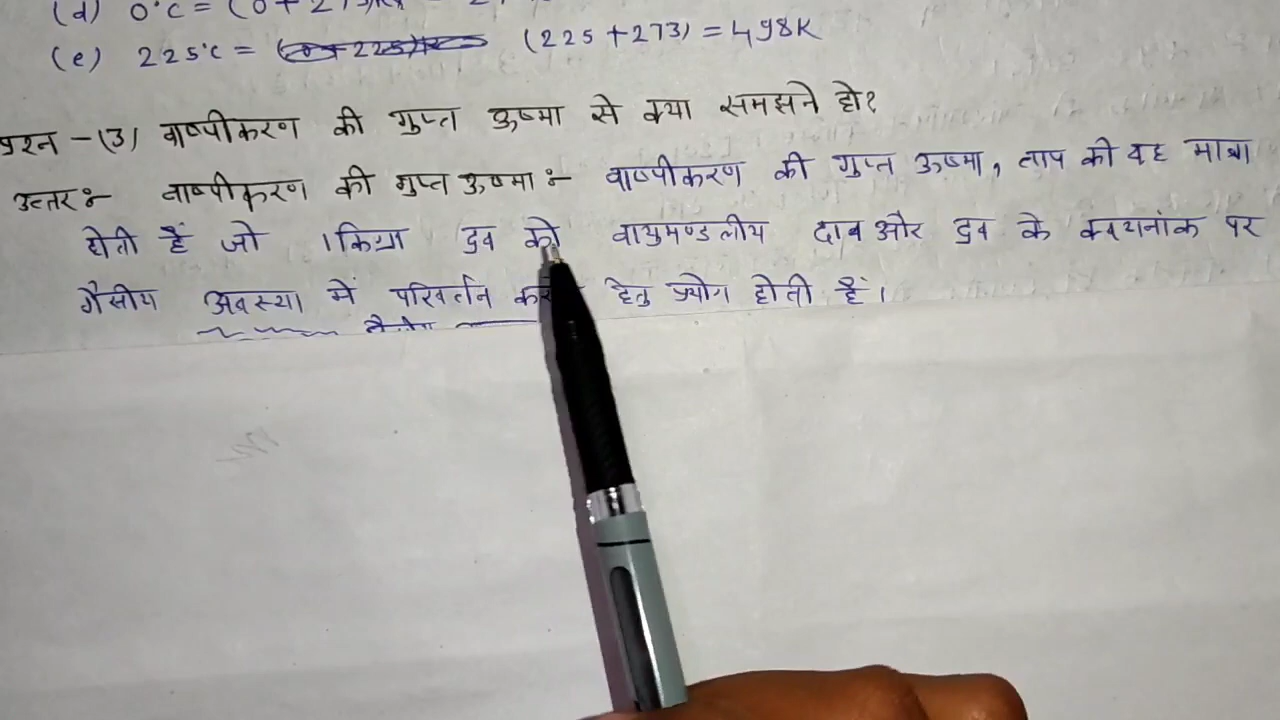 (d) 0°C = (0 + 273)K =
(e) 225°C = (225 + 273) = 498K
प्रश्न - (3) वाष्पीकरण की गुप्त ऊष्मा से क्या समझते हो?
उत्तर:- वाष्पीकरण की गुप्त ऊष्मा :- वाष्पीकरण की गुप्त ऊष्मा, ताप की वह मात्रा
होती हैं जो 1 किग्रा द्रव को वायुमण्डलीय दाब और द्रव के क्वथनांक पर
गैसीय अवस्था में परिवर्तन करने हेतु प्योग होती हैं।